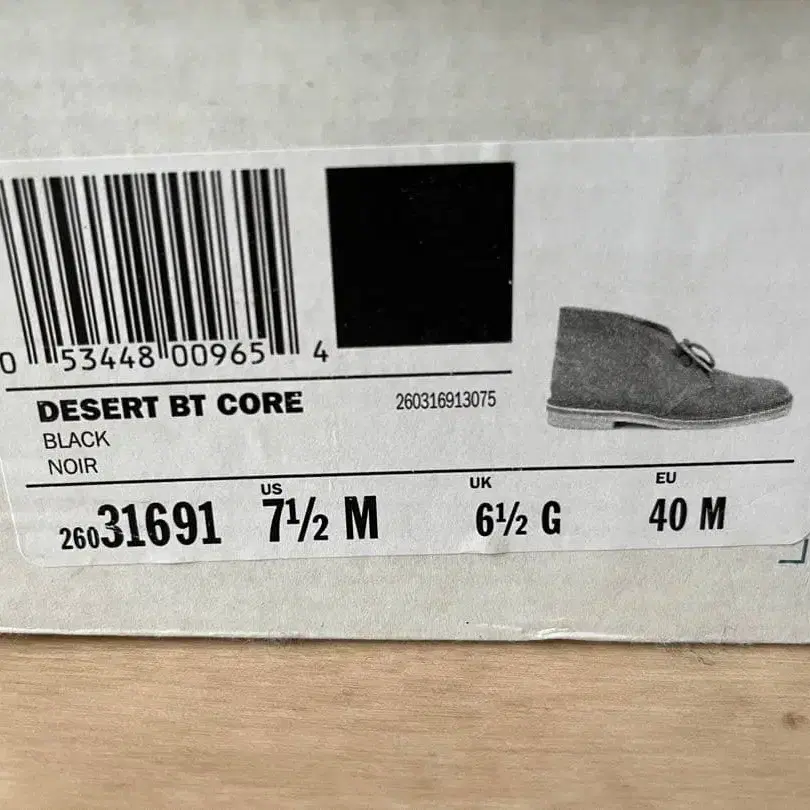 0 53448 00965 4
DESERT BT CORE 260316913075
BLACK
NOIR
US UK EU
26031691 7½ M 6½ G 40 M